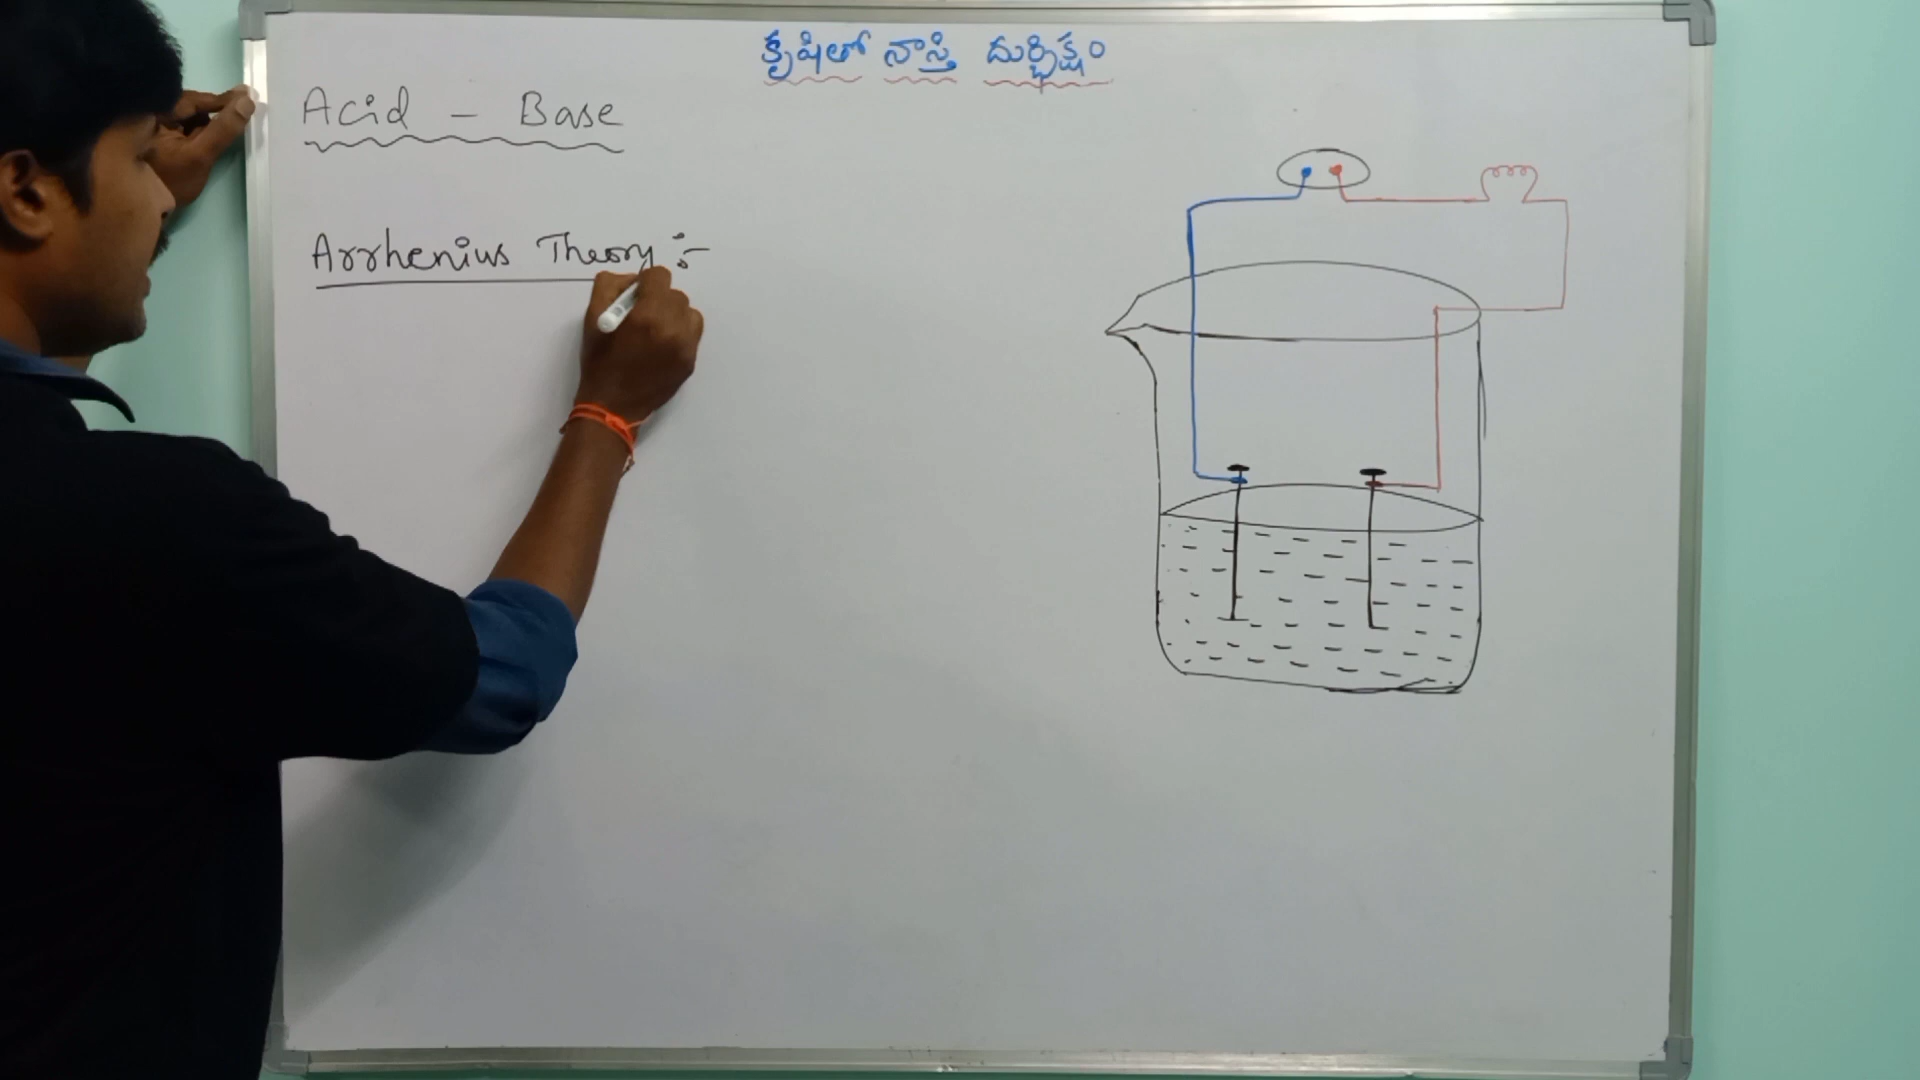 కృషితో నాస్తి దుర్భిక్షం
Acid - Base
Arrhenius Theory :-